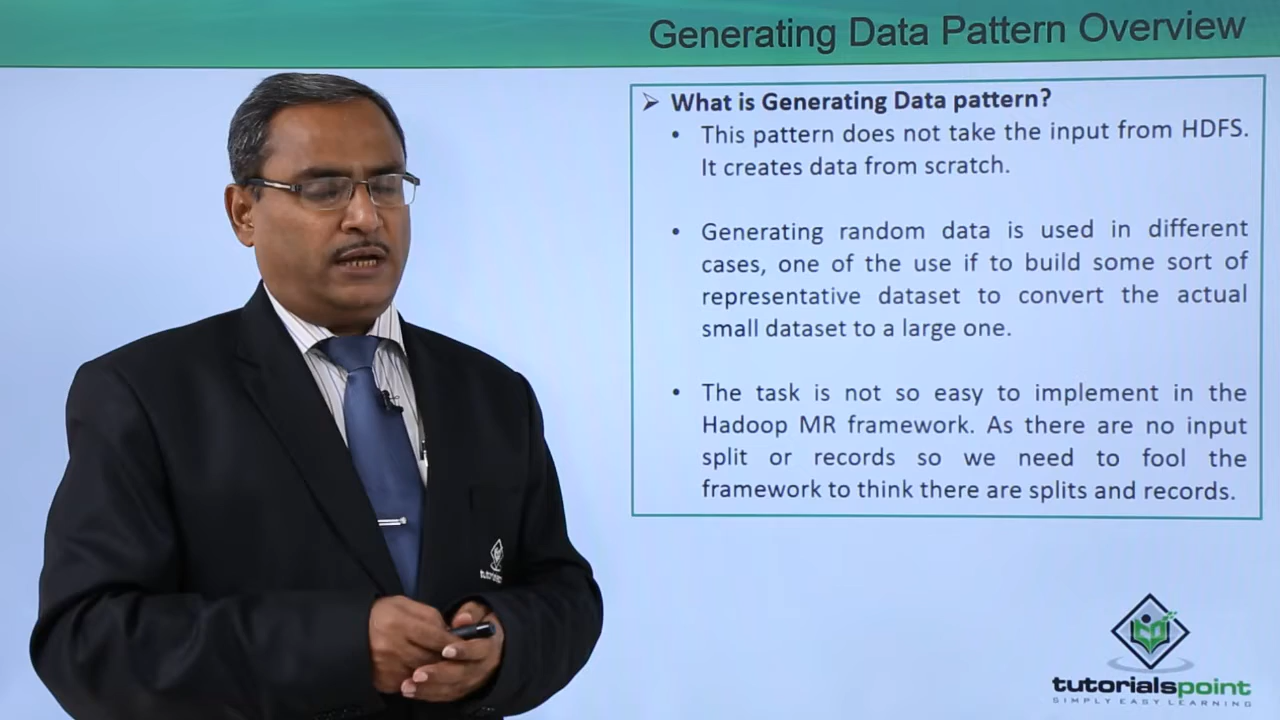 Generating Data Pattern Overview
What is Generating Data pattern?
This pattern does not take the input from HDFS.
It creates data from scratch.
Generating random data is used in different
cases, one of the use if to build some sort of
representative dataset to convert the actual
small dataset to a large one.
The task is not so easy to implement in the
Hadoop MR framework. As there are no input
split or records so we need to fool the
framework to think there are splits and records.
tutorialspoint
SIMPLY EASY LEARNING